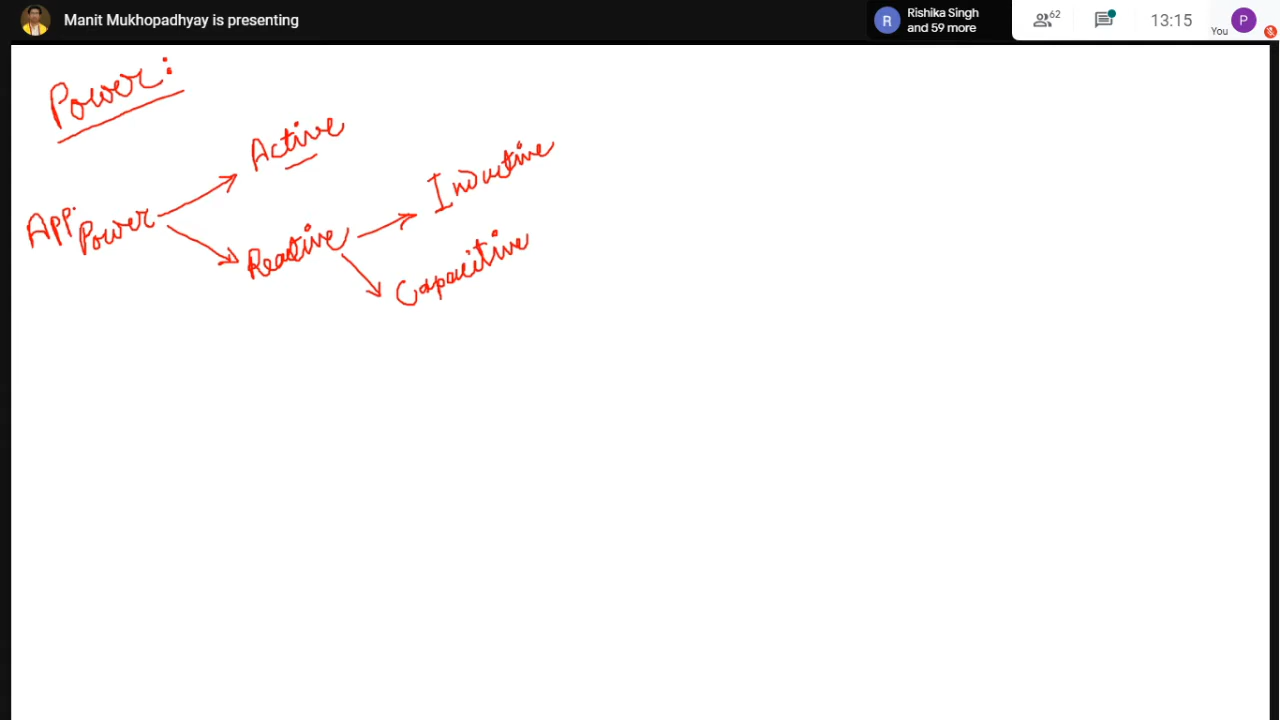 Manit Mukhopadhyay is presenting
R
Rishika Singh
and 59 more
62
13:15
You
P
Power:
Active
Inductive
App. Power
Reactive
Capacitive